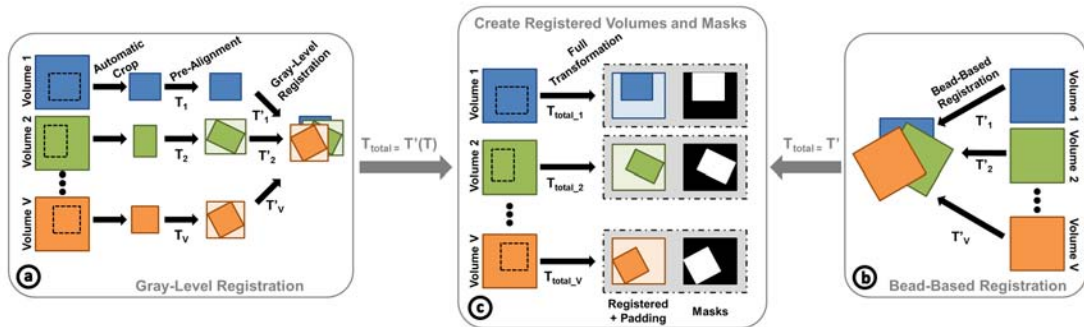 Volume 1
Automatic
Crop
Pre-Alignment
T1
Gray-Level
Registration
T'1
Volume 2
T2
T'2
Volume V
TV
T'V
a
Gray-Level Registration
Ttotal = T'(T)
Create Registered Volumes and Masks
Volume 1
Full
Transformation
Ttotal_1
Volume 2
Ttotal_2
Volume V
Ttotal_V
c
Registered
+ Padding
Masks
Ttotal = T'
Bead-Based
Registration
T'1
Volume 1
T'2
Volume 2
T'V
Volume V
b
Bead-Based Registration